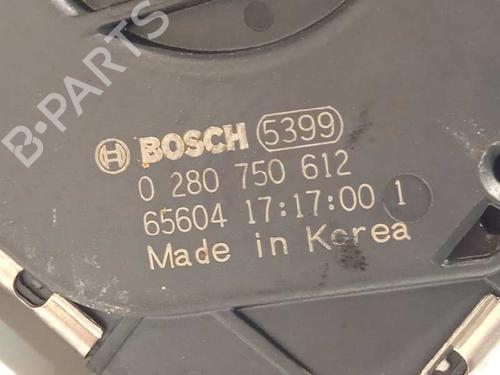 BOSCH 5399
0 280 750 612
65604 17:17:00 1
Made in Korea
B-PARTS